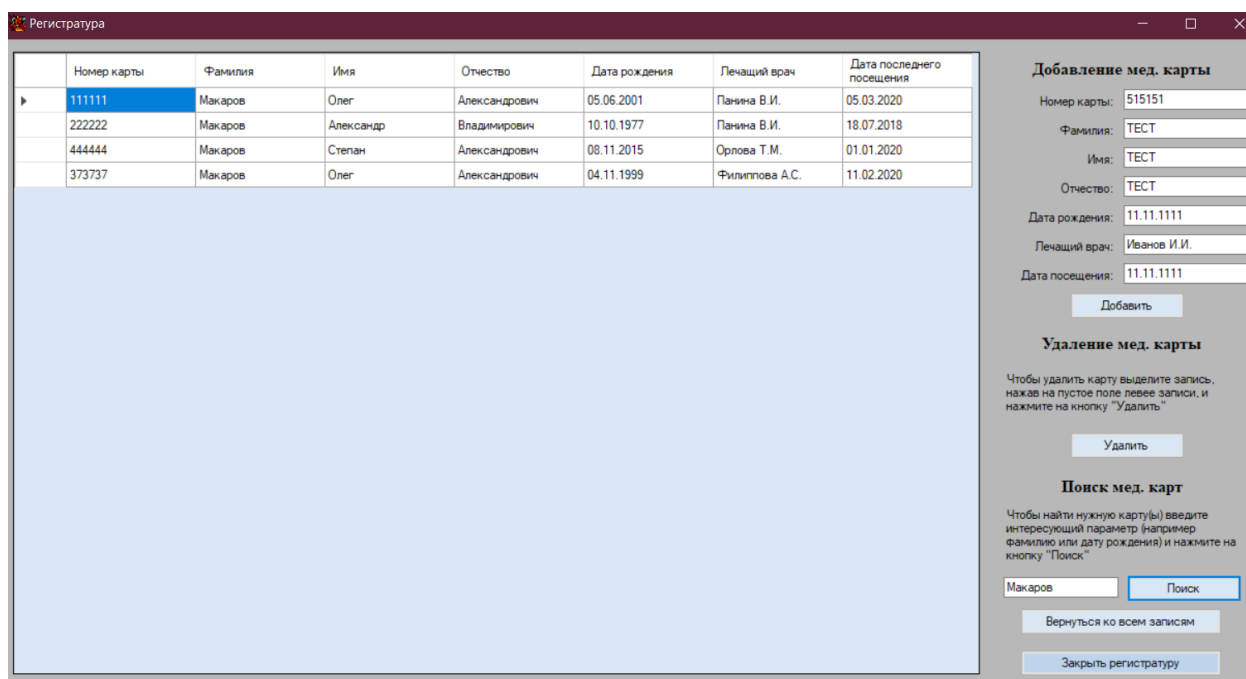 Регистратура
Номер карты Фамилия Имя Отчество Дата рождения Лечащий врач Дата последнего посещения
111111 Макаров Олег Александрович 05.06.2001 Панина В.И. 05.03.2020
222222 Макаров Александр Владимирович 10.10.1977 Панина В.И. 18.07.2018
444444 Макаров Степан Александрович 08.11.2015 Орлова Т.М. 01.01.2020
373737 Макаров Олег Александрович 04.11.1999 Филиппова А.С. 11.02.2020
Добавление мед. карты
Номер карты: 515151
Фамилия: ТЕСТ
Имя: ТЕСТ
Отчество: ТЕСТ
Дата рождения: 11.11.1111
Лечащий врач: Иванов И.И.
Дата посещения: 11.11.1111
Добавить
Удаление мед. карты
Чтобы удалить карту выделите запись,
нажав на пустое поле левее записи, и
нажмите на кнопку "Удалить"
Удалить
Поиск мед. карт
Чтобы найти нужную карту(ы) введите
интересующий параметр (например
фамилию или дату рождения) и нажмите на
кнопку "Поиск"
Макаров Поиск
Вернуться ко всем записям
Закрыть регистратуру